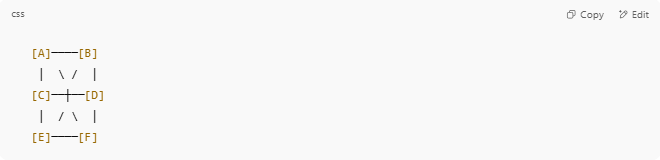 css
Copy
Edit
[A]────[B]
 |  \ /  |
[C]──┼──[D]
 |  / \  |
[E]────[F]